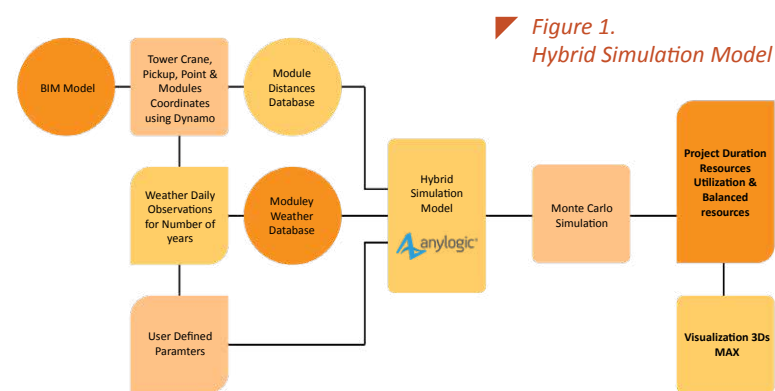 Figure 1.
Hybrid Simulation Model
BIM Model
Tower Crane,
Pickup, Point &
Modules
Coordinates
using Dynamo
Module
Distances
Database
Weather Daily
Observations
for Number of
years
Moduley
Weather
Database
User Defined
Paramters
Hybrid
Simulation
Model
anylogic
Monte Carlo
Simulation
Project Duration
Resources
Utilization &
Balanced
resources
Visualization 3Ds
MAX